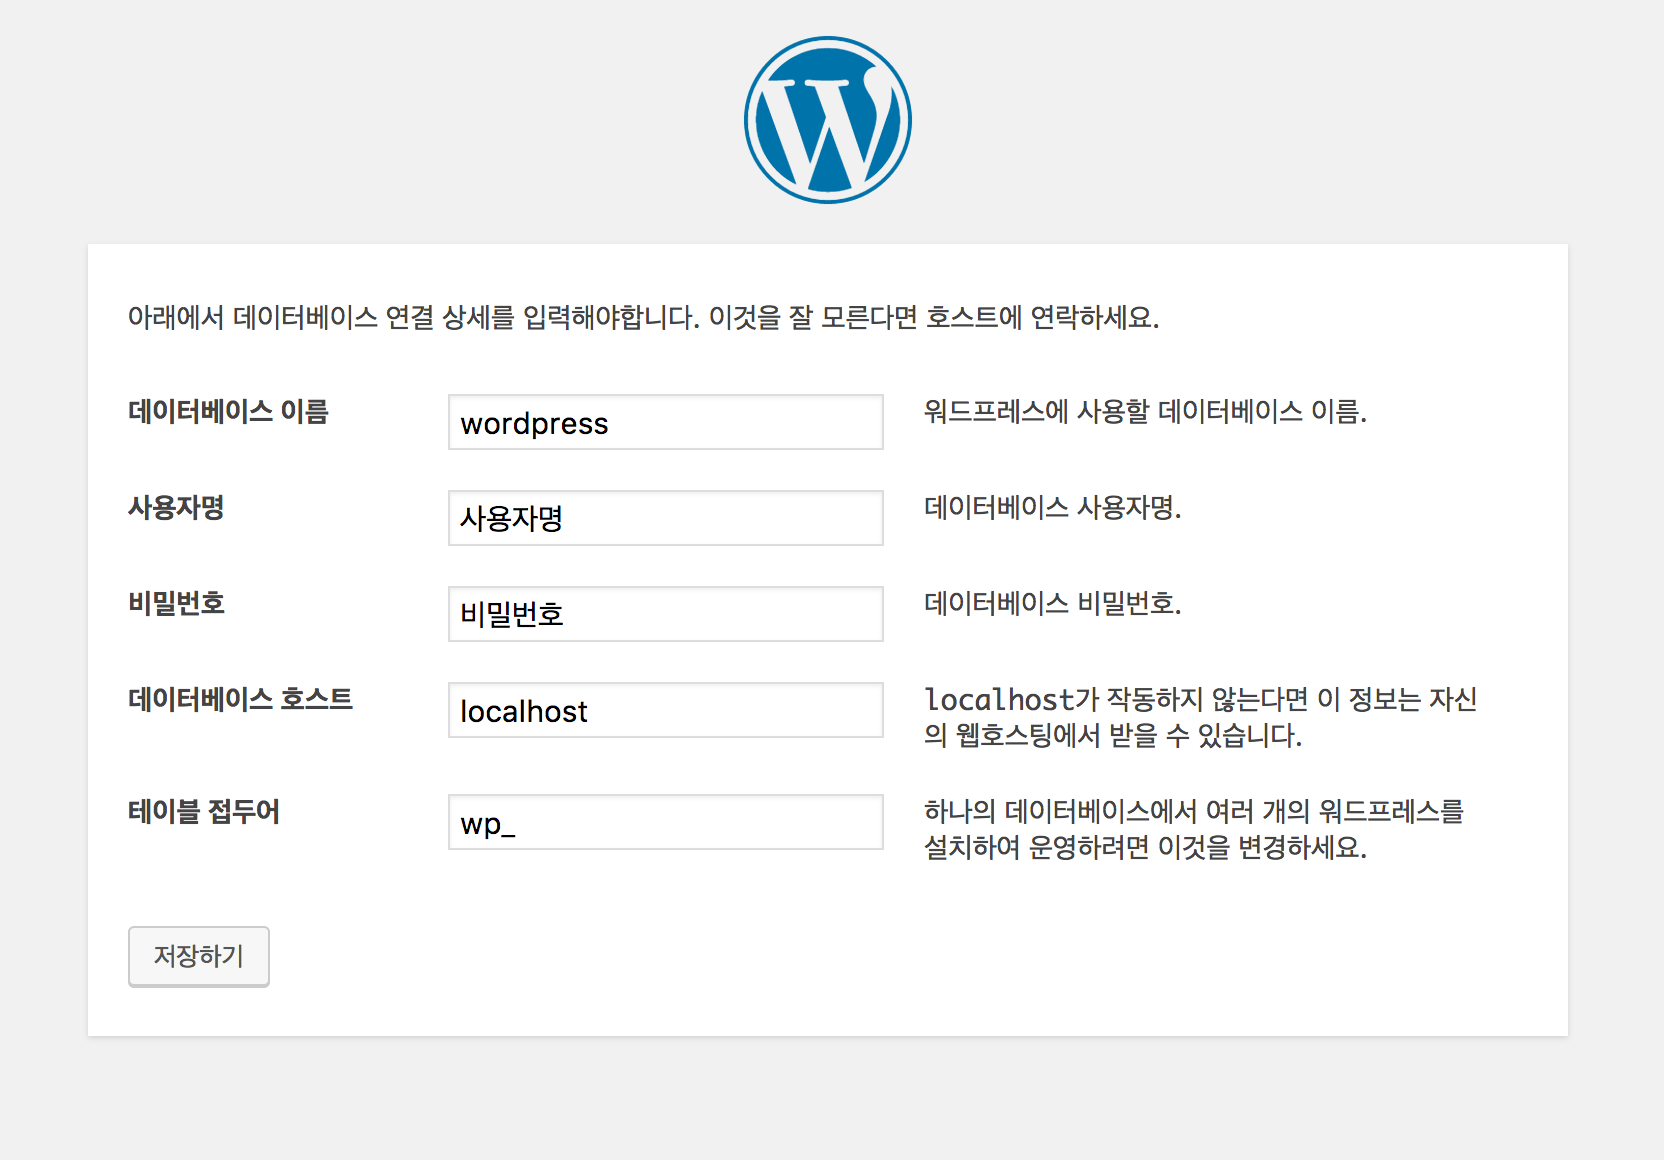 아래에서 데이터베이스 연결 상세를 입력해야합니다. 이것을 잘 모른다면 호스트에 연락하세요.
데이터베이스 이름
wordpress
워드프레스에 사용할 데이터베이스 이름.
사용자명
사용자명
데이터베이스 사용자명.
비밀번호
비밀번호
데이터베이스 비밀번호.
데이터베이스 호스트
localhost
localhost가 작동하지 않는다면 이 정보는 자신
의 웹호스팅에서 받을 수 있습니다.
테이블 접두어
wp_
하나의 데이터베이스에서 여러 개의 워드프레스를
설치하여 운영하려면 이것을 변경하세요.
저장하기